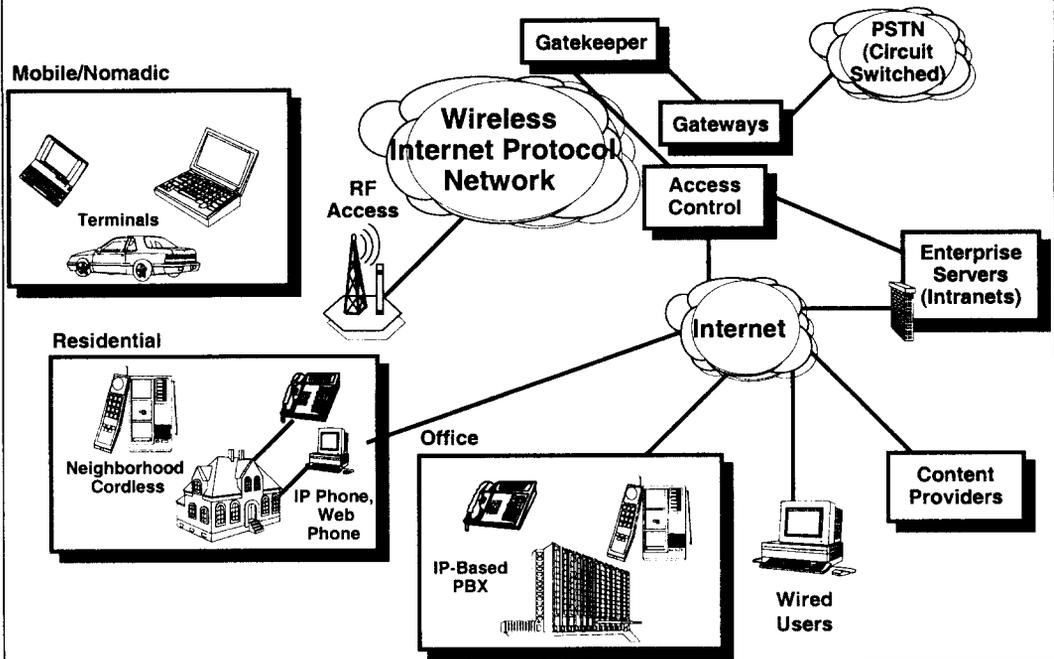 Gatekeeper
PSTN
(Circuit
Switched)
Mobile/Nomadic
Wireless
Internet Protocol
Network
Gateways
RF
Access
Access
Control
Terminals
Enterprise
Servers
(Intranets)
Internet
Residential
Office
Neighborhood
Cordless
IP Phone,
Web
Phone
Content
Providers
IP-Based
PBX
Wired
Users